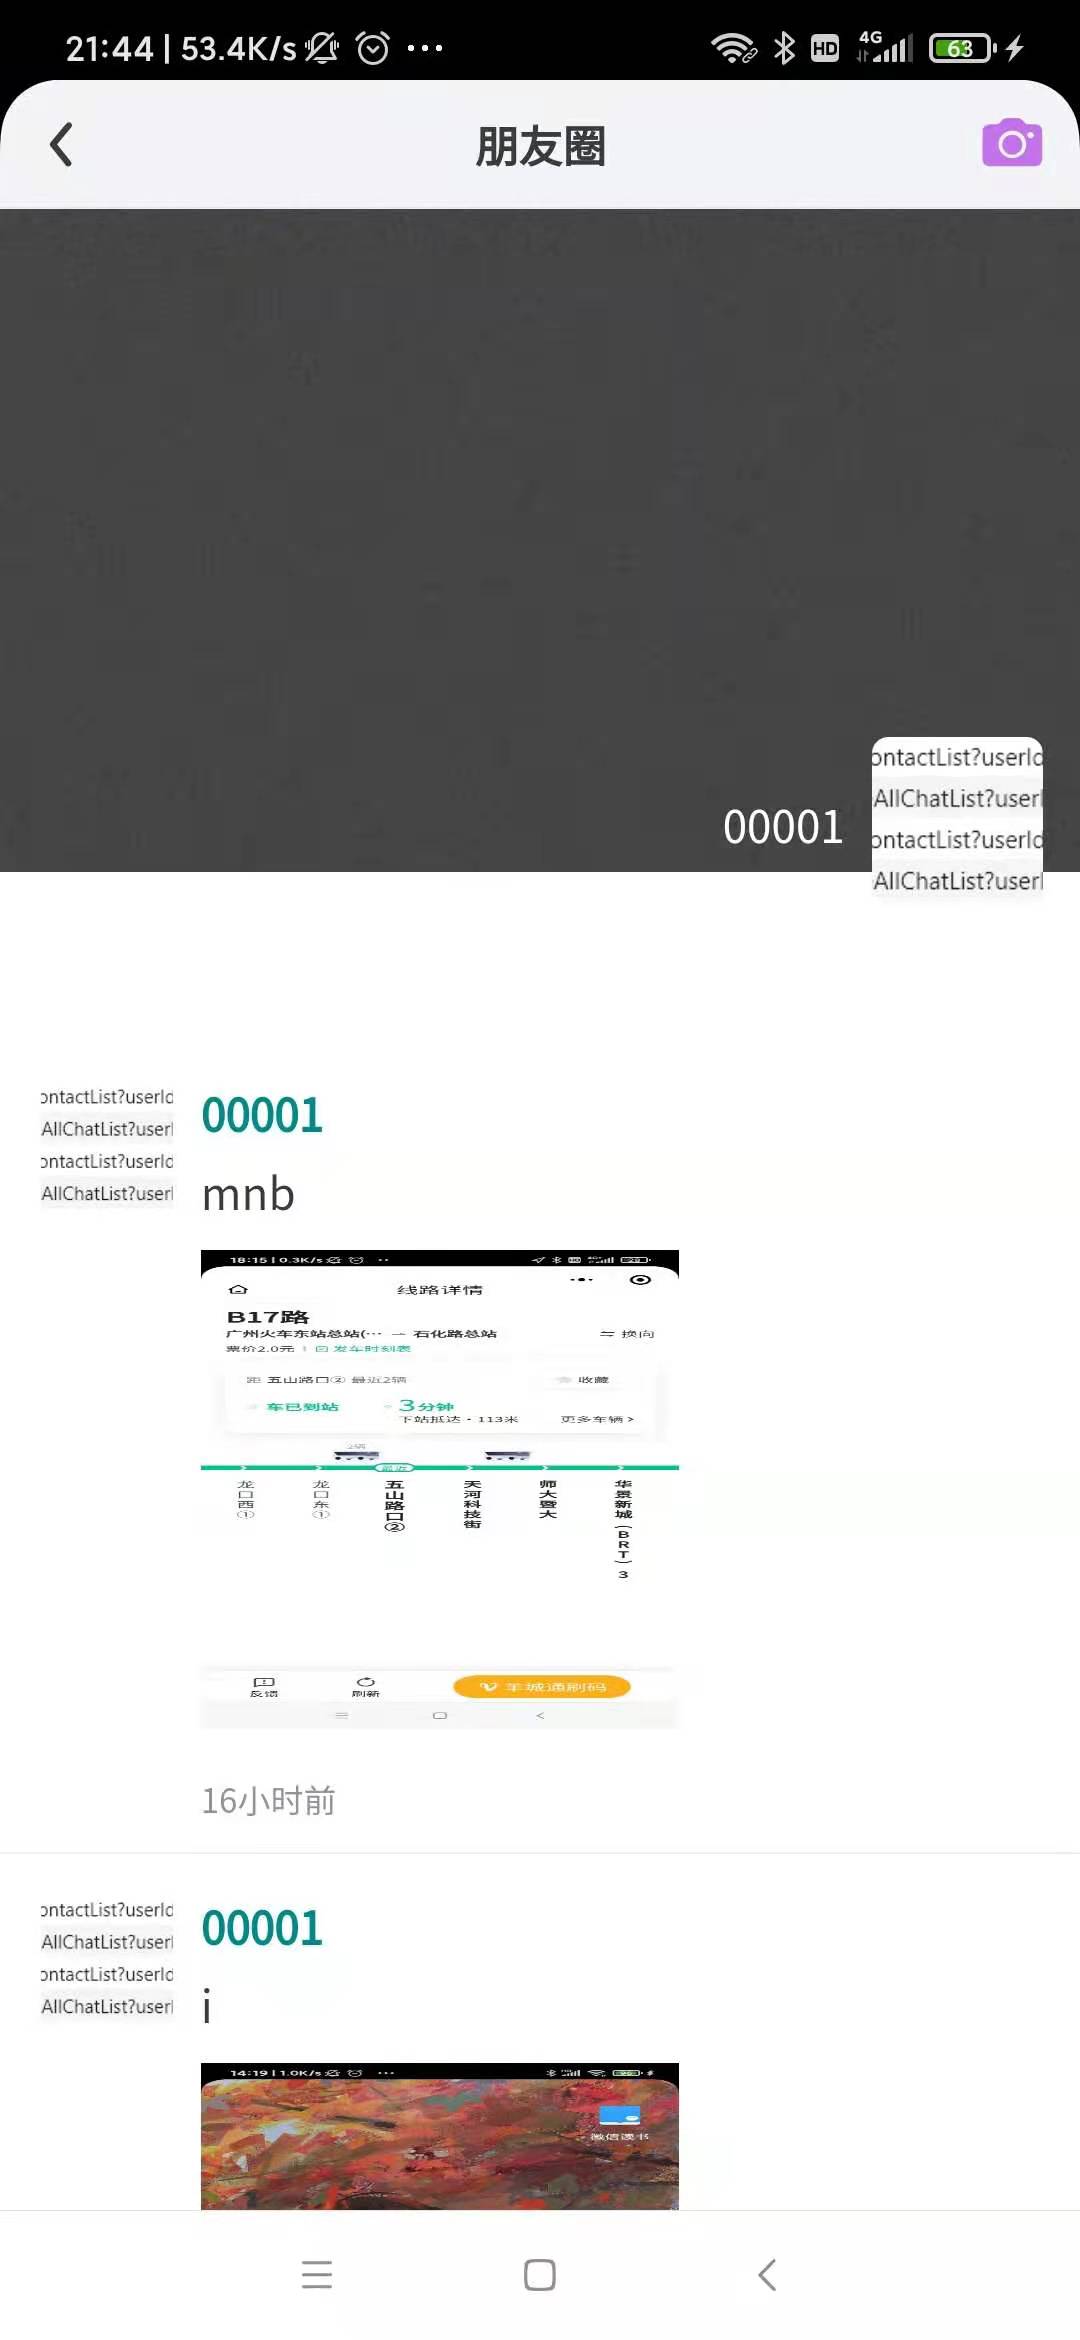 21:44 | 53.4K/s
HD
4G
63
朋友圈
00001
ontactList?userId
AllChatList?userI
ontactList?userId
AllChatList?userI
ontactList?userId
AllChatList?userI
ontactList?userId
AllChatList?userI
00001
mnb
18:15 | 0.3K/s
线路详情
B17路
广州火车东站总站(··· → 石化路总站
换向
票价2.0元 | 发车时刻表
距 五山路口② 最近2辆
收藏
车已到站
3分钟
下站抵达·113米
更多车辆 >
2辆
最近
龙口西①
龙口东①
五山路口②
天河科技街
师大暨大
华景新城(BRT)3
反馈
刷新
羊城通刷码
16小时前
ontactList?userId
AllChatList?userI
ontactList?userId
AllChatList?userI
00001
i
14:19 | 1.0K/s
微信读书